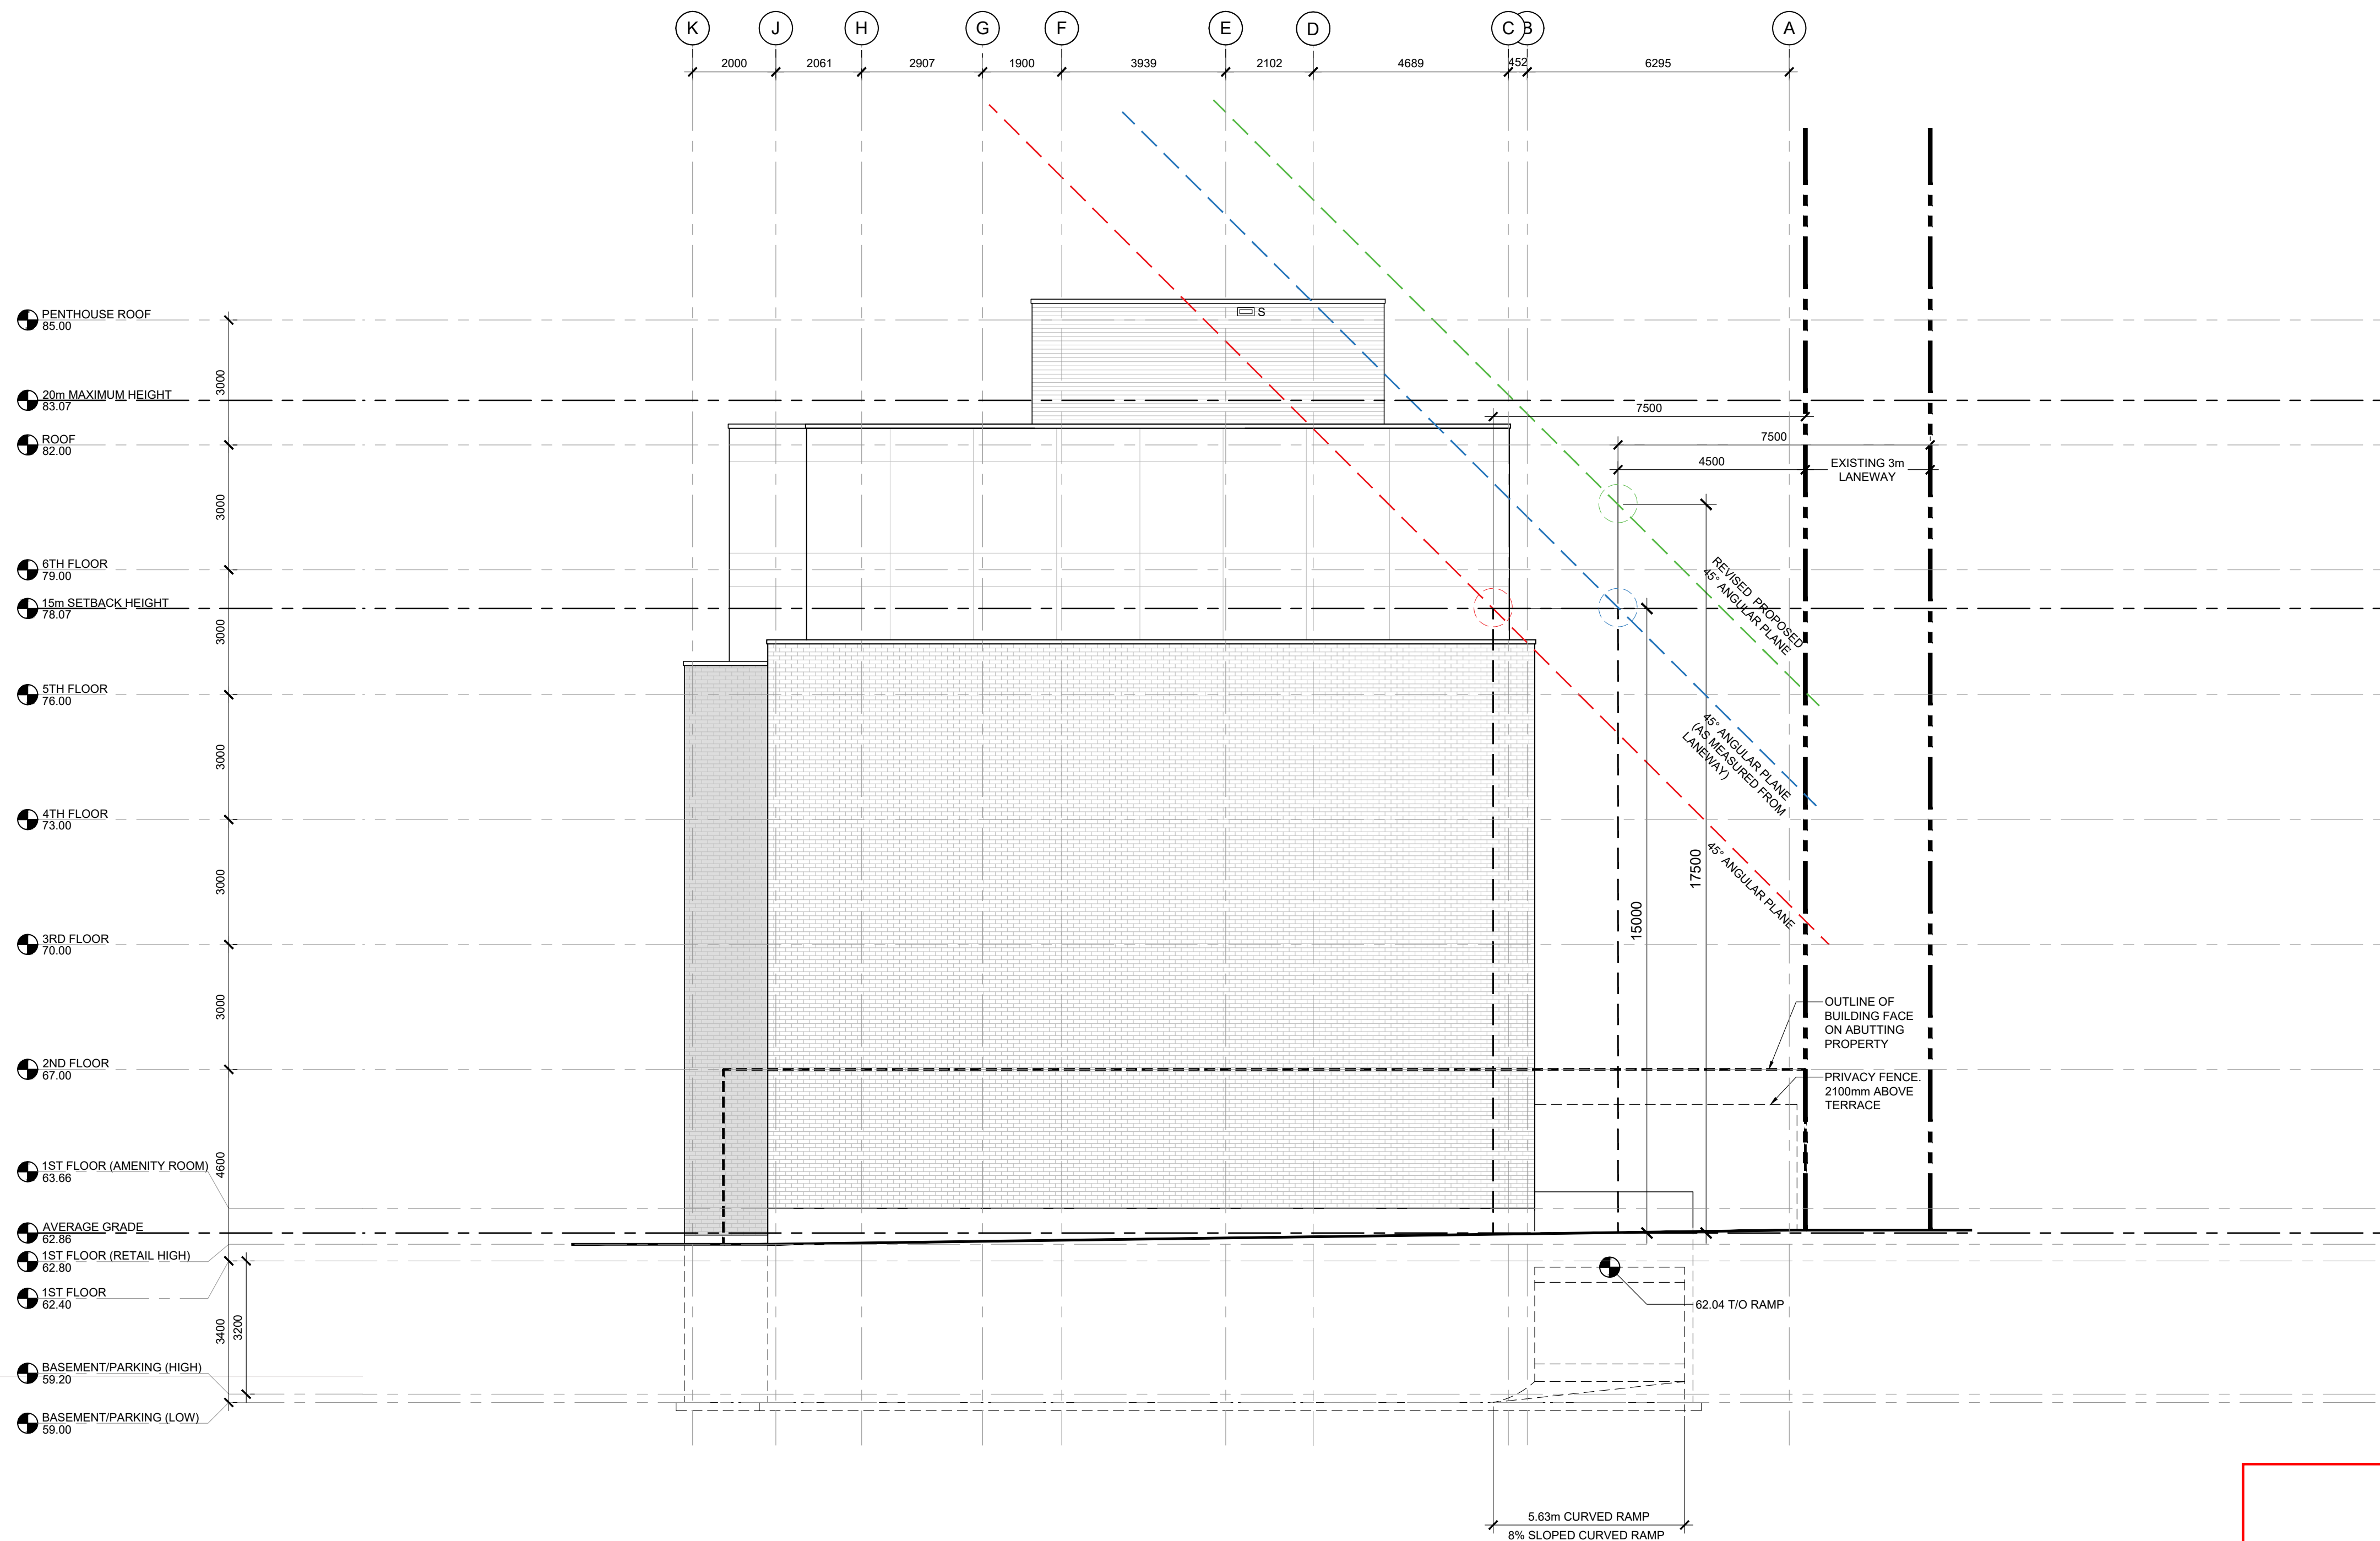 K
J
H
G
F
E
D
C
B
A
2000
2061
2907
1900
3939
2102
4689
452
6295
PENTHOUSE ROOF
85.00
S
3000
20m MAXIMUM HEIGHT
83.07
7500
ROOF
82.00
7500
4500
EXISTING 3m
LANEWAY
3000
6TH FLOOR
79.00
REVISED PROPOSED
45° ANGULAR PLANE
15m SETBACK HEIGHT
78.07
3000
5TH FLOOR
76.00
45° ANGULAR PLANE
(AS MEASURED FROM
LANEWAY)
3000
4TH FLOOR
73.00
45° ANGULAR PLANE
17500
15000
3000
3RD FLOOR
70.00
3000
OUTLINE OF
BUILDING FACE
ON ABUTTING
PROPERTY
2ND FLOOR
67.00
PRIVACY FENCE.
2100mm ABOVE
TERRACE
4600
1ST FLOOR (AMENITY ROOM)
63.66
AVERAGE GRADE
62.86
1ST FLOOR (RETAIL HIGH)
62.80
1ST FLOOR
62.40
62.04 T/O RAMP
3400
3200
BASEMENT/PARKING (HIGH)
59.20
BASEMENT/PARKING (LOW)
59.00
5.63m CURVED RAMP
8% SLOPED CURVED RAMP